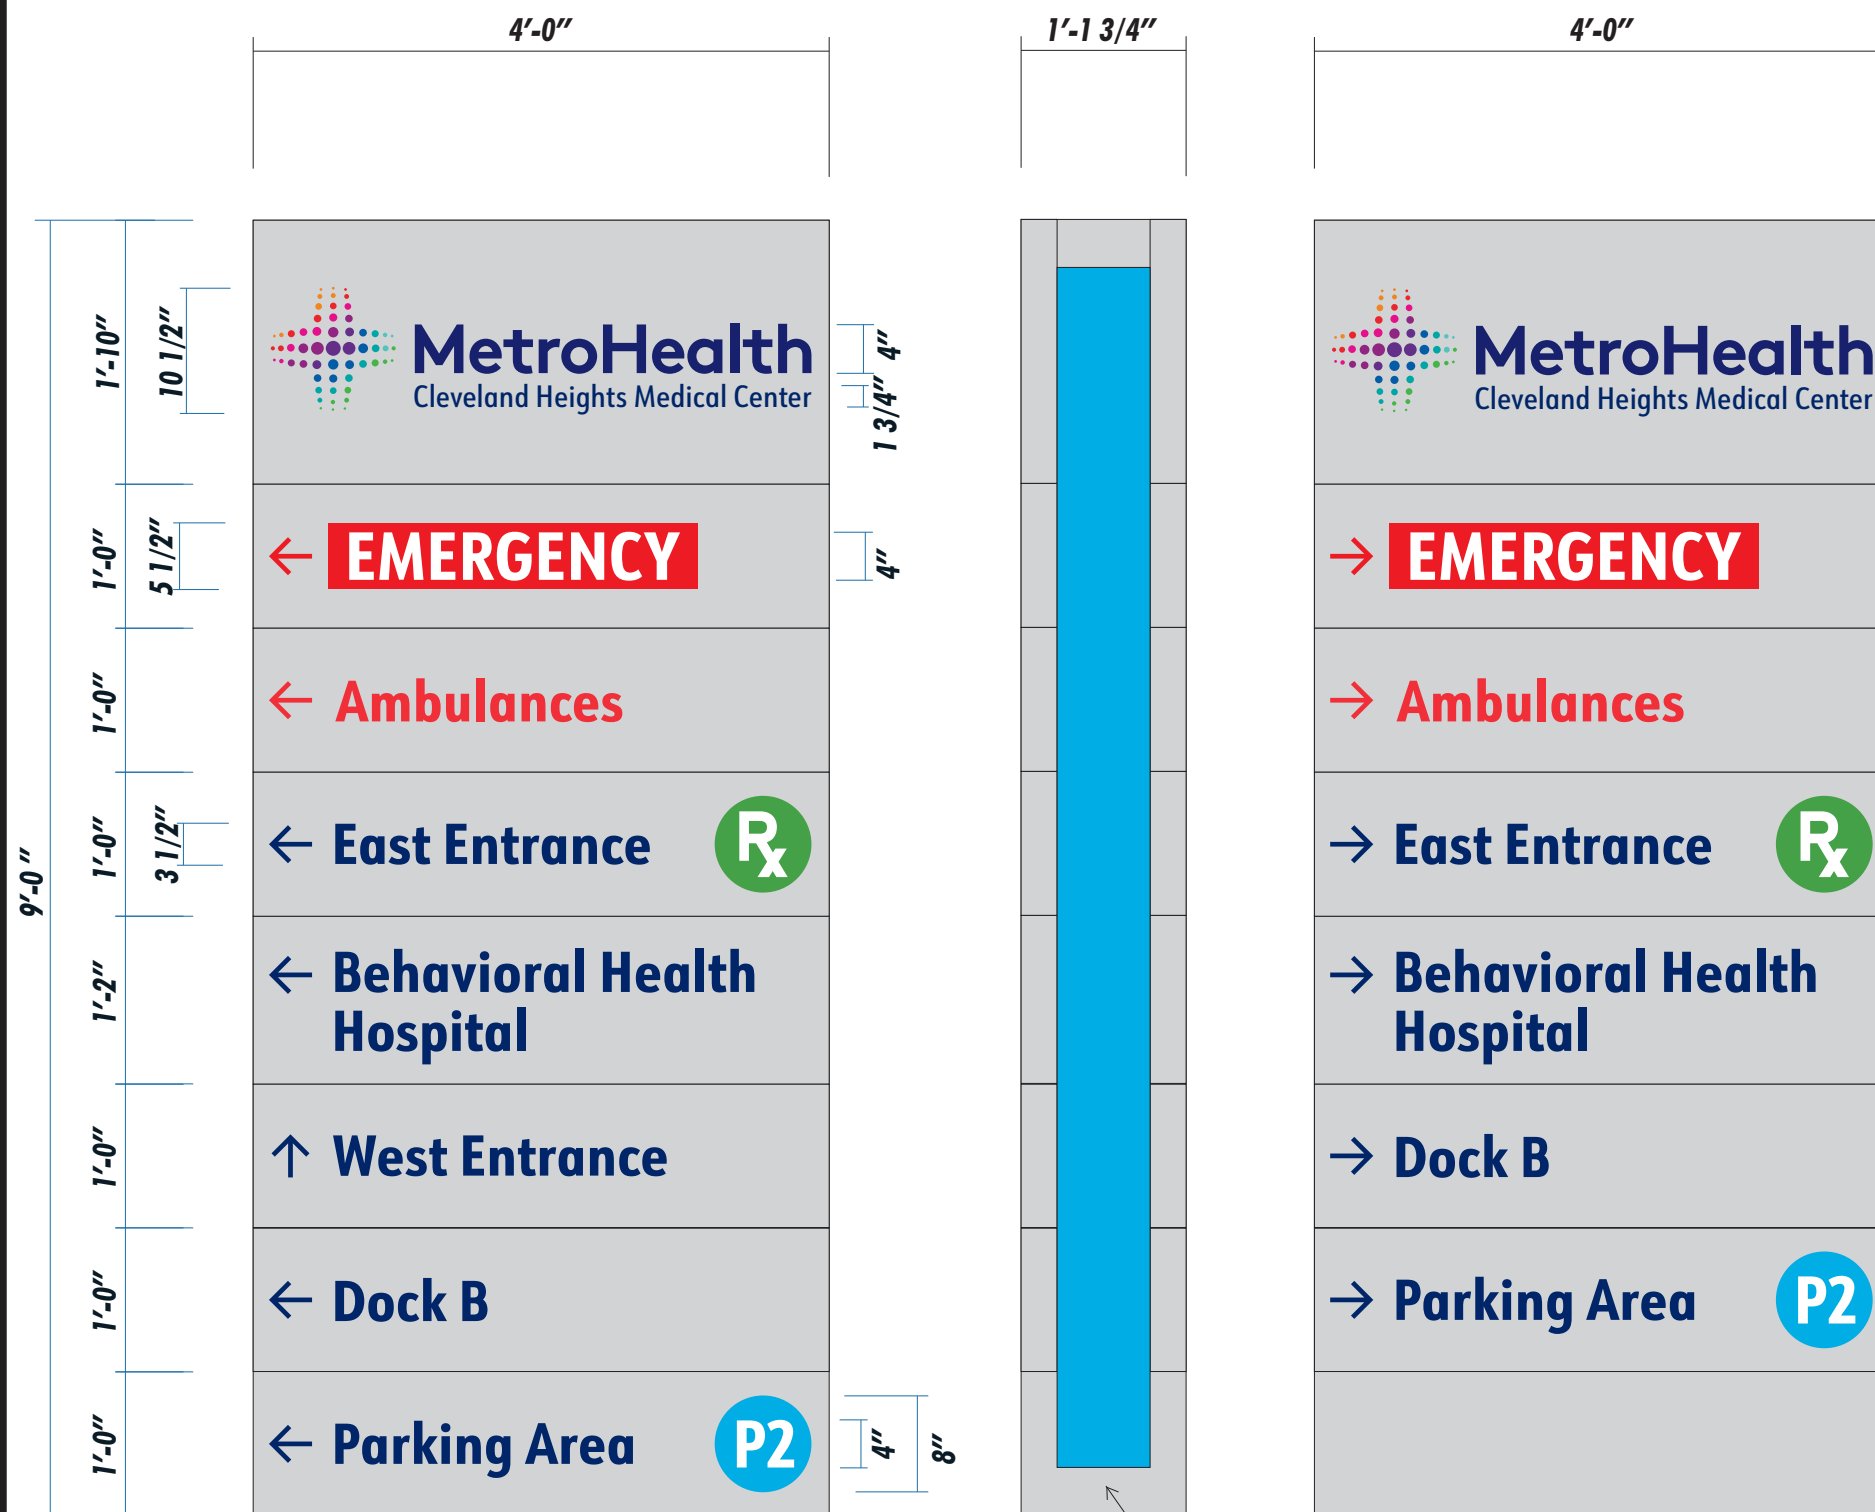 4'-0"
1'-1 3/4"
4'-0"
9'-0"
1'-10"
10 1/2"
MetroHealth
Cleveland Heights Medical Center
4"
1 3/4"
1'-0"
5 1/2"
← EMERGENCY
4"
1'-0"
← Ambulances
1'-0"
3 1/2"
← East Entrance Rx
1'-2"
← Behavioral Health
Hospital
1'-0"
↑ West Entrance
1'-0"
← Dock B
1'-0"
← Parking Area P2
4"
8"
MetroHealth
Cleveland Heights Medical Center
→ EMERGENCY
→ Ambulances
→ East Entrance Rx
→ Behavioral Health
Hospital
→ Dock B
→ Parking Area P2